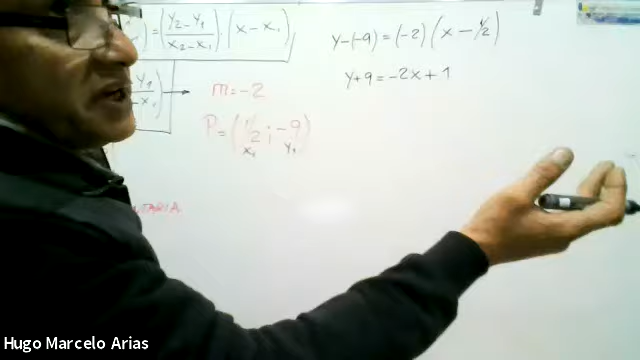 ) = (Y₂ - Y₁ / X₂ - X₁) . (X - X₁)
Y-(-9) = (-2) (X - 1/2)
Y+9 = -2X + 1
m = -2
P = (1/2 ; -9)
X₁ Y₁
TARIA
Hugo Marcelo Arias